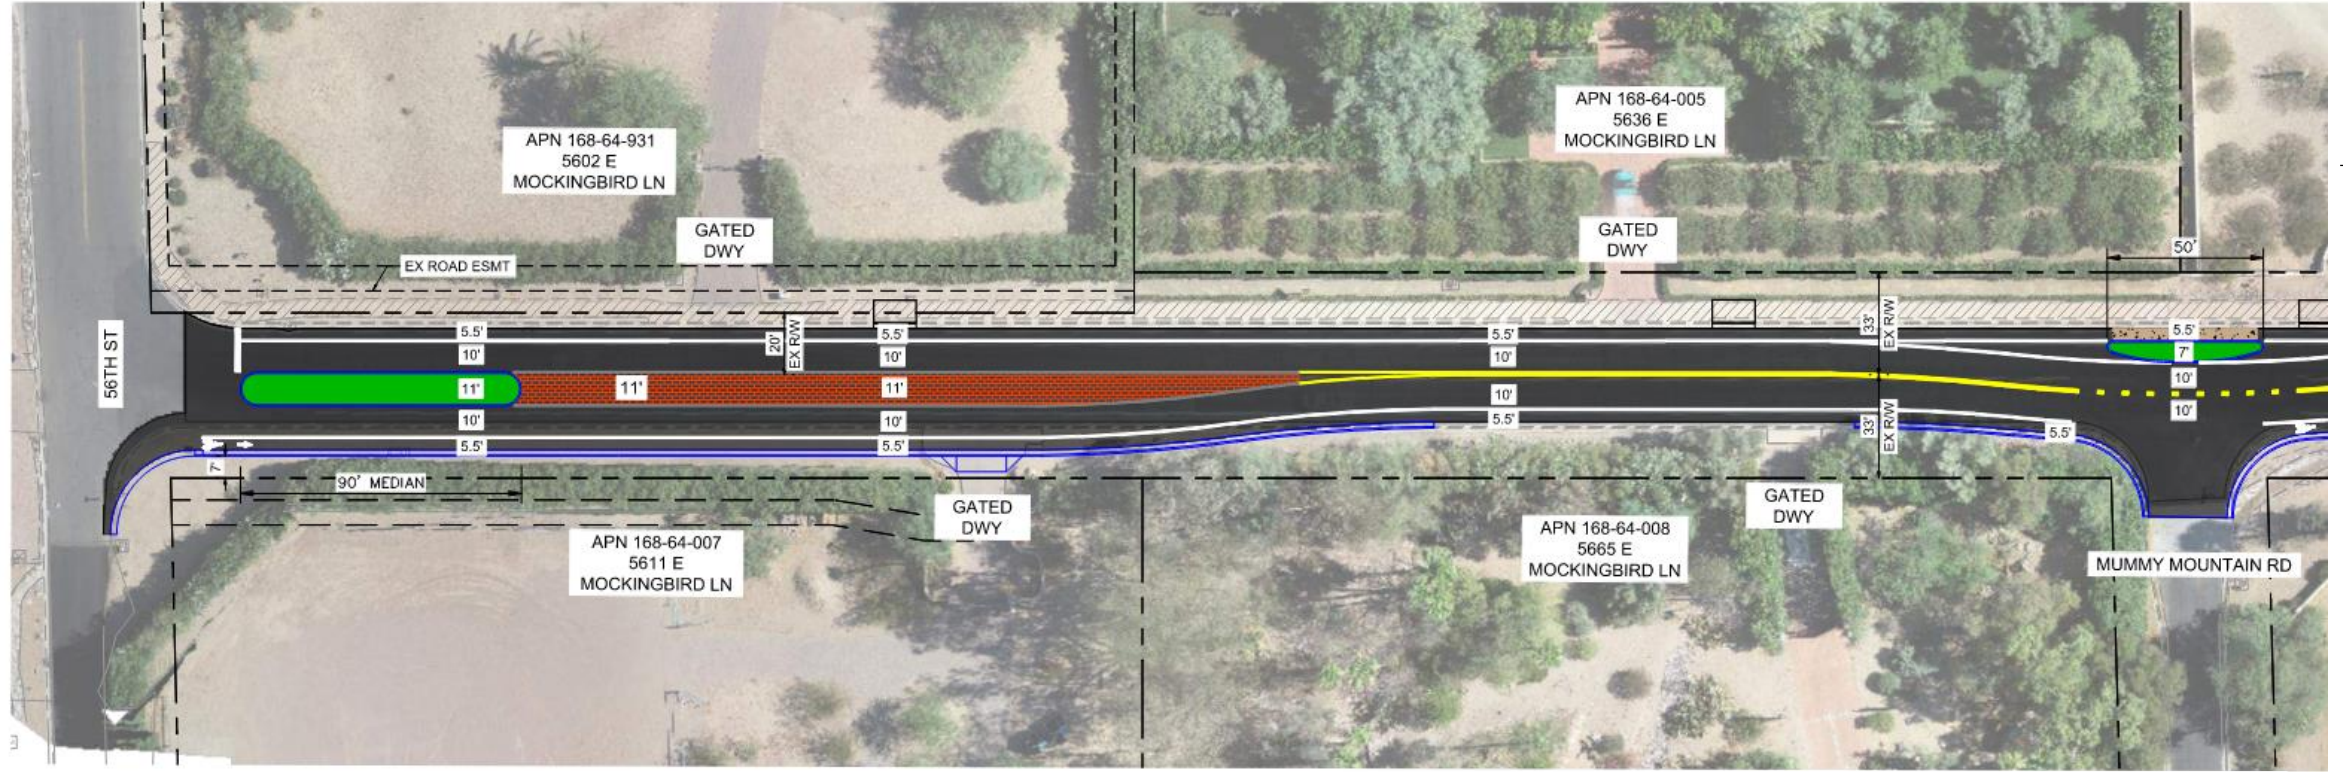 APN 168-64-931
5602 E
MOCKINGBIRD LN
APN 168-64-005
5636 E
MOCKINGBIRD LN
GATED
DWY
GATED
DWY
50'
EX ROAD ESMT
56TH ST
5.5'
10'
11'
10'
5.5'
7'
90' MEDIAN
11'
20'
EX R/W
5.5'
10'
11'
10'
5.5'
5.5'
10'
10'
5.5'
33'
EX R/W
33'
EX R/W
5.5'
7'
10'
10'
5.5'
GATED
DWY
GATED
DWY
APN 168-64-007
5611 E
MOCKINGBIRD LN
APN 168-64-008
5665 E
MOCKINGBIRD LN
MUMMY MOUNTAIN RD